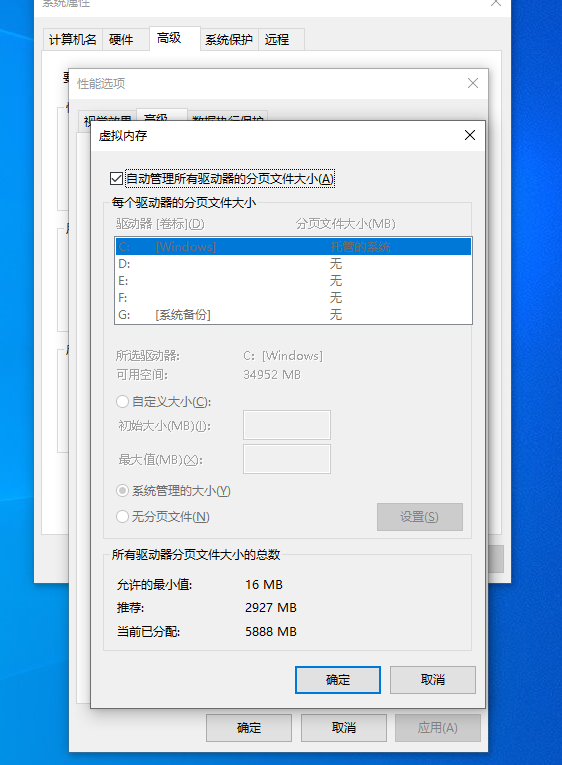 系统属性
计算机名 硬件 高级 系统保护 远程
性能选项
视觉效果 高级 数据执行保护
虚拟内存
自动管理所有驱动器的分页文件大小(A)
每个驱动器的分页文件大小
驱动器 [卷标](D) 分页文件大小(MB)
C: [Windows] 托管的系统
D: 无
E: 无
F: 无
G: [系统备份] 无
所选驱动器: C: [Windows]
可用空间: 34952 MB
自定义大小(C):
初始大小(MB)(I):
最大值(MB)(X):
系统管理的大小(Y)
无分页文件(N)
设置(S)
所有驱动器分页文件大小的总数
允许的最小值: 16 MB
推荐: 2927 MB
当前已分配: 5888 MB
确定 取消
确定 取消 应用(A)